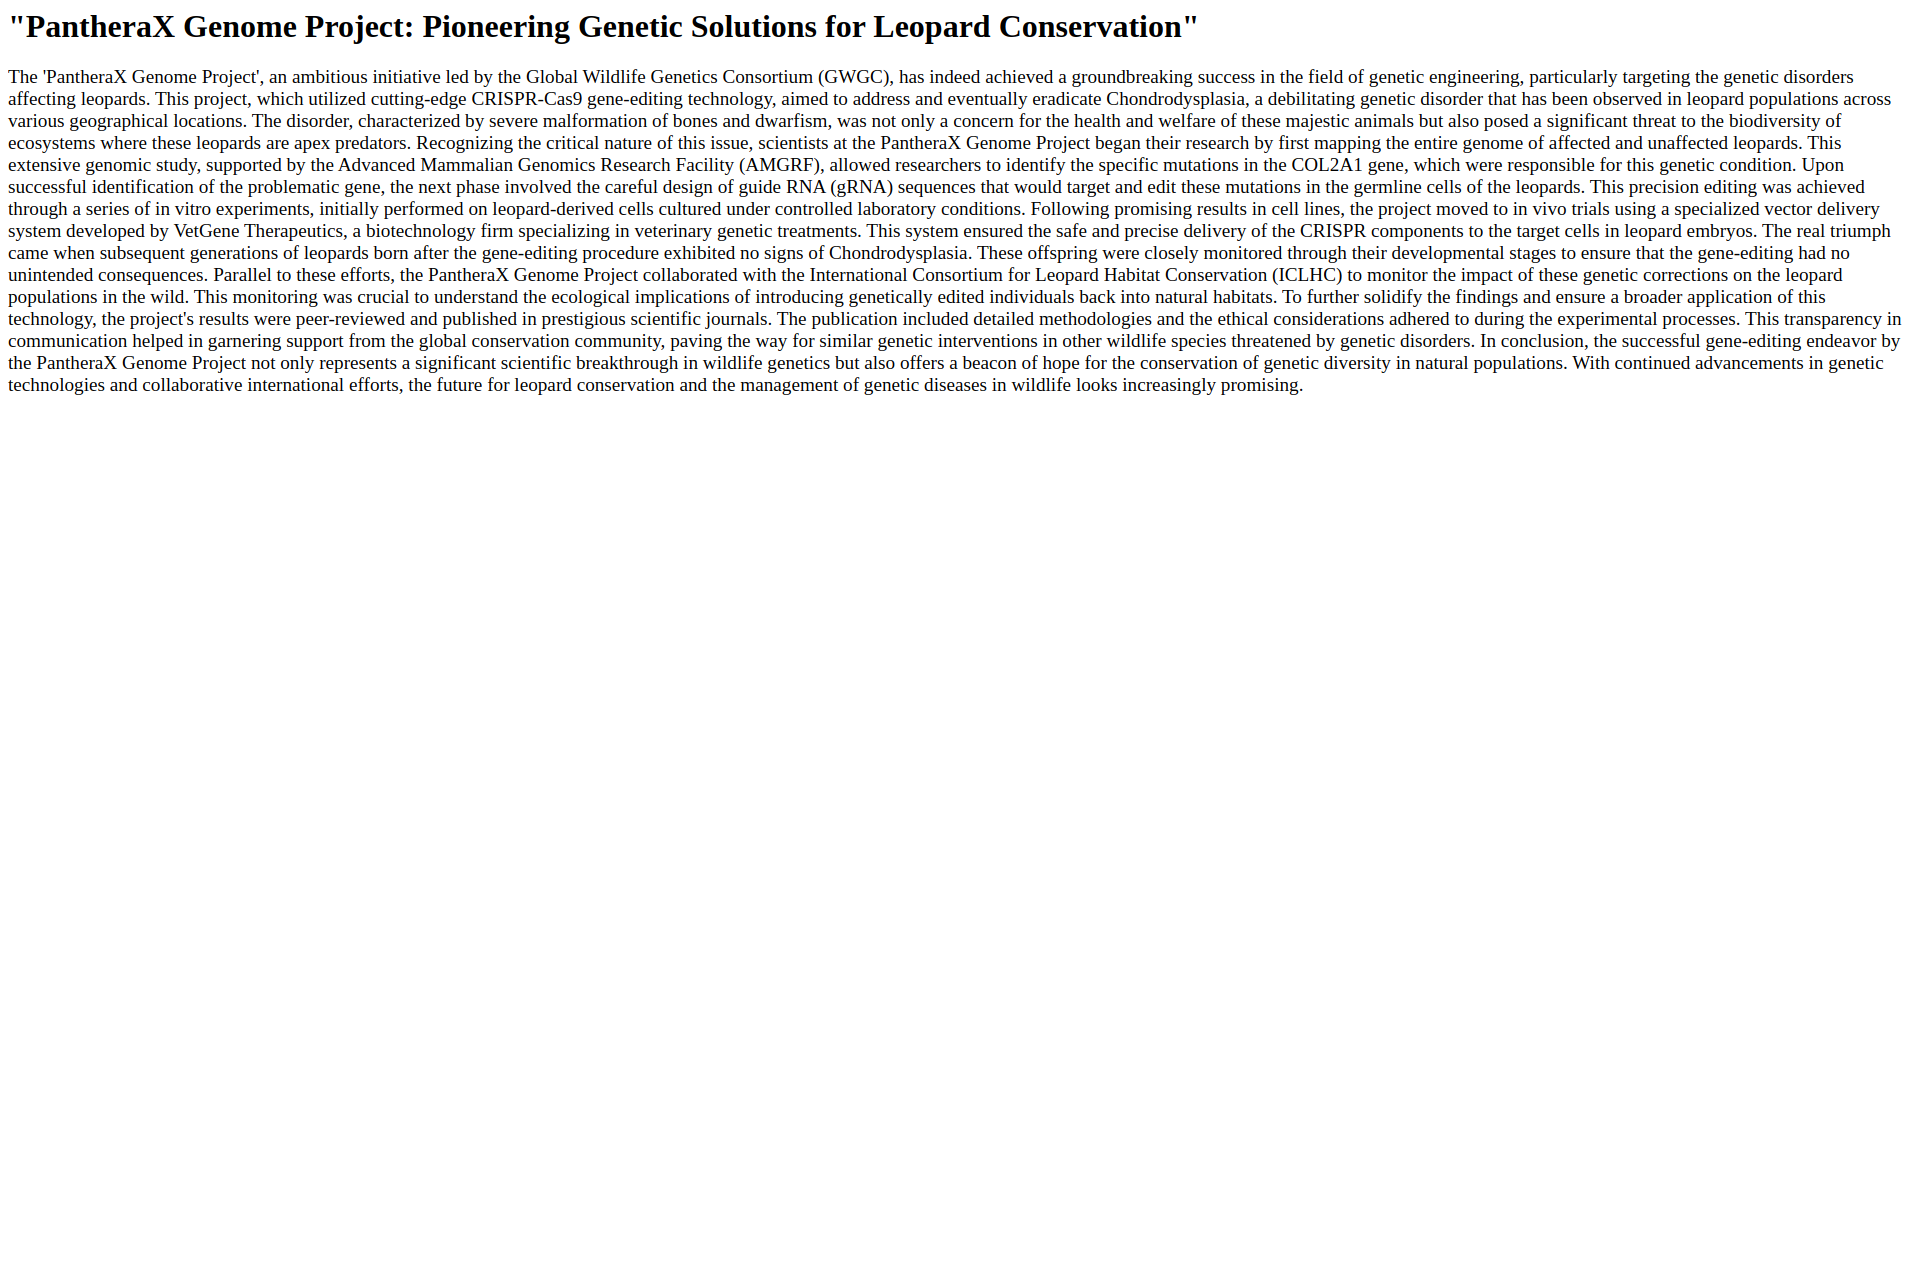 "PantheraX Genome Project: Pioneering Genetic Solutions for Leopard Conservation"
The 'PantheraX Genome Project', an ambitious initiative led by the Global Wildlife Genetics Consortium (GWGC), has indeed achieved a groundbreaking success in the field of genetic engineering, particularly targeting the genetic disorders
affecting leopards. This project, which utilized cutting-edge CRISPR-Cas9 gene-editing technology, aimed to address and eventually eradicate Chondrodysplasia, a debilitating genetic disorder that has been observed in leopard populations across
various geographical locations. The disorder, characterized by severe malformation of bones and dwarfism, was not only a concern for the health and welfare of these majestic animals but also posed a significant threat to the biodiversity of
ecosystems where these leopards are apex predators. Recognizing the critical nature of this issue, scientists at the PantheraX Genome Project began their research by first mapping the entire genome of affected and unaffected leopards. This
extensive genomic study, supported by the Advanced Mammalian Genomics Research Facility (AMGRF), allowed researchers to identify the specific mutations in the COL2A1 gene, which were responsible for this genetic condition. Upon
successful identification of the problematic gene, the next phase involved the careful design of guide RNA (gRNA) sequences that would target and edit these mutations in the germline cells of the leopards. This precision editing was achieved
through a series of in vitro experiments, initially performed on leopard-derived cells cultured under controlled laboratory conditions. Following promising results in cell lines, the project moved to in vivo trials using a specialized vector delivery
system developed by VetGene Therapeutics, a biotechnology firm specializing in veterinary genetic treatments. This system ensured the safe and precise delivery of the CRISPR components to the target cells in leopard embryos. The real triumph
came when subsequent generations of leopards born after the gene-editing procedure exhibited no signs of Chondrodysplasia. These offspring were closely monitored through their developmental stages to ensure that the gene-editing had no
unintended consequences. Parallel to these efforts, the PantheraX Genome Project collaborated with the International Consortium for Leopard Habitat Conservation (ICLHC) to monitor the impact of these genetic corrections on the leopard
populations in the wild. This monitoring was crucial to understand the ecological implications of introducing genetically edited individuals back into natural habitats. To further solidify the findings and ensure a broader application of this
technology, the project's results were peer-reviewed and published in prestigious scientific journals. The publication included detailed methodologies and the ethical considerations adhered to during the experimental processes. This transparency in
communication helped in garnering support from the global conservation community, paving the way for similar genetic interventions in other wildlife species threatened by genetic disorders. In conclusion, the successful gene-editing endeavor by
the PantheraX Genome Project not only represents a significant scientific breakthrough in wildlife genetics but also offers a beacon of hope for the conservation of genetic diversity in natural populations. With continued advancements in genetic
technologies and collaborative international efforts, the future for leopard conservation and the management of genetic diseases in wildlife looks increasingly promising.